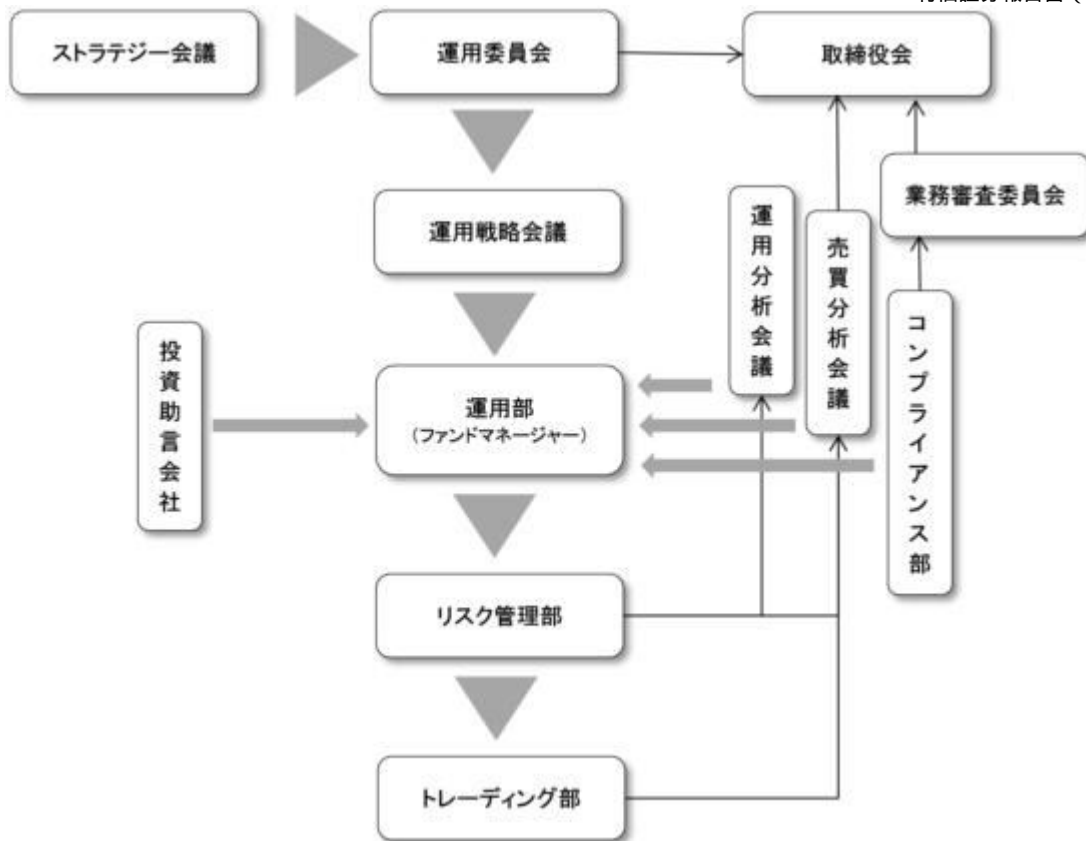 ストラテジー会議
運用委員会
取締役会
業務審査委員会
運用戦略会議
運用分析会議
売買分析会議
コンプライアンス部
投資助言会社
運用部
(ファンドマネージャー)
リスク管理部
トレーディング部